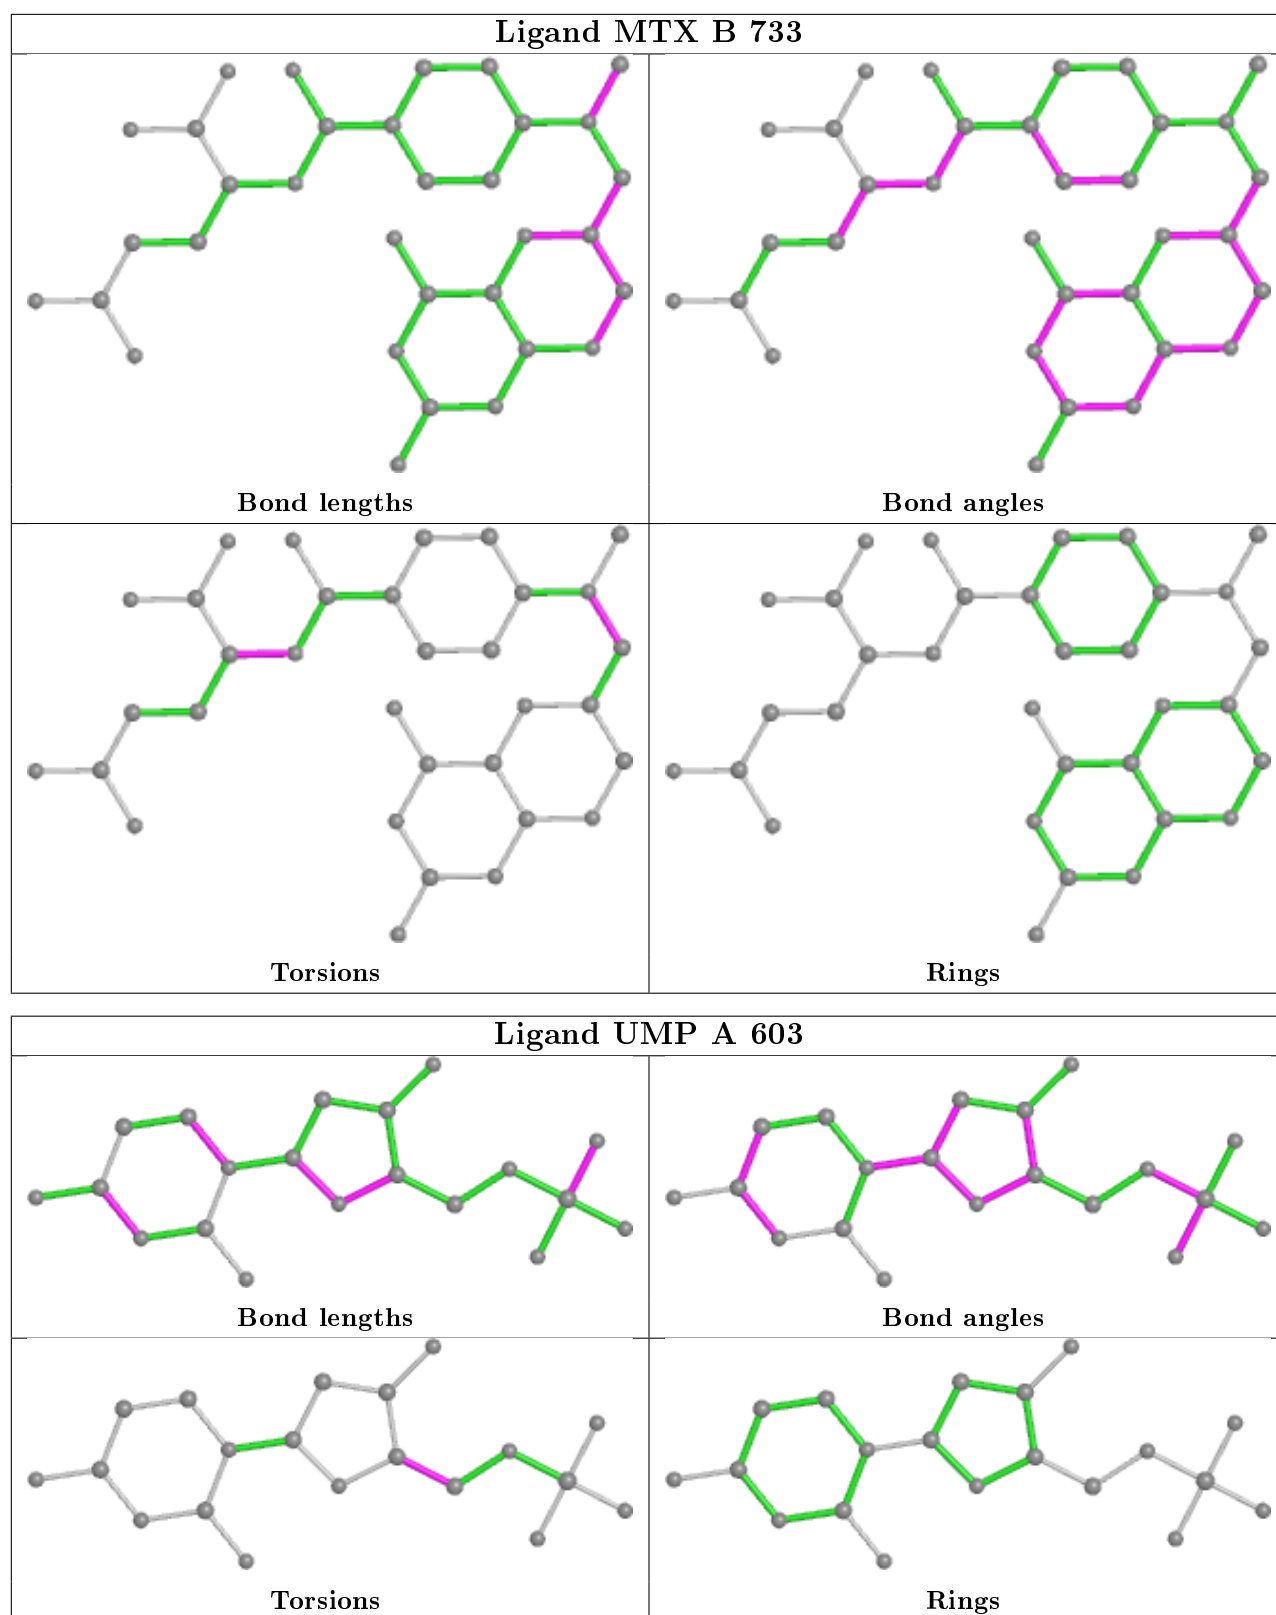 Ligand MTX B 733
Bond lengths
Bond angles
Torsions
Rings
Ligand UMP A 603
Bond lengths
Bond angles
Torsions
Rings